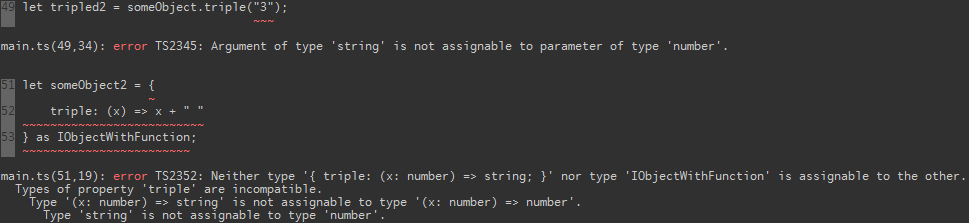 49 let tripled2 = someObject.triple("3");
~~~
main.ts(49,34): error TS2345: Argument of type 'string' is not assignable to parameter of type 'number'.
51 let someObject2 = {
~
52     triple: (x) => x + " "
~~~~~~~~~~~~~~~~~~~~~~~~~~
53 } as IObjectWithFunction;
~~~~~~~~~~~~~~~~~~~~~~~~
main.ts(51,19): error TS2352: Neither type '{ triple: (x: number) => string; }' nor type 'IObjectWithFunction' is assignable to the other.
  Types of property 'triple' are incompatible.
    Type '(x: number) => string' is not assignable to type '(x: number) => number'.
      Type 'string' is not assignable to type 'number'.